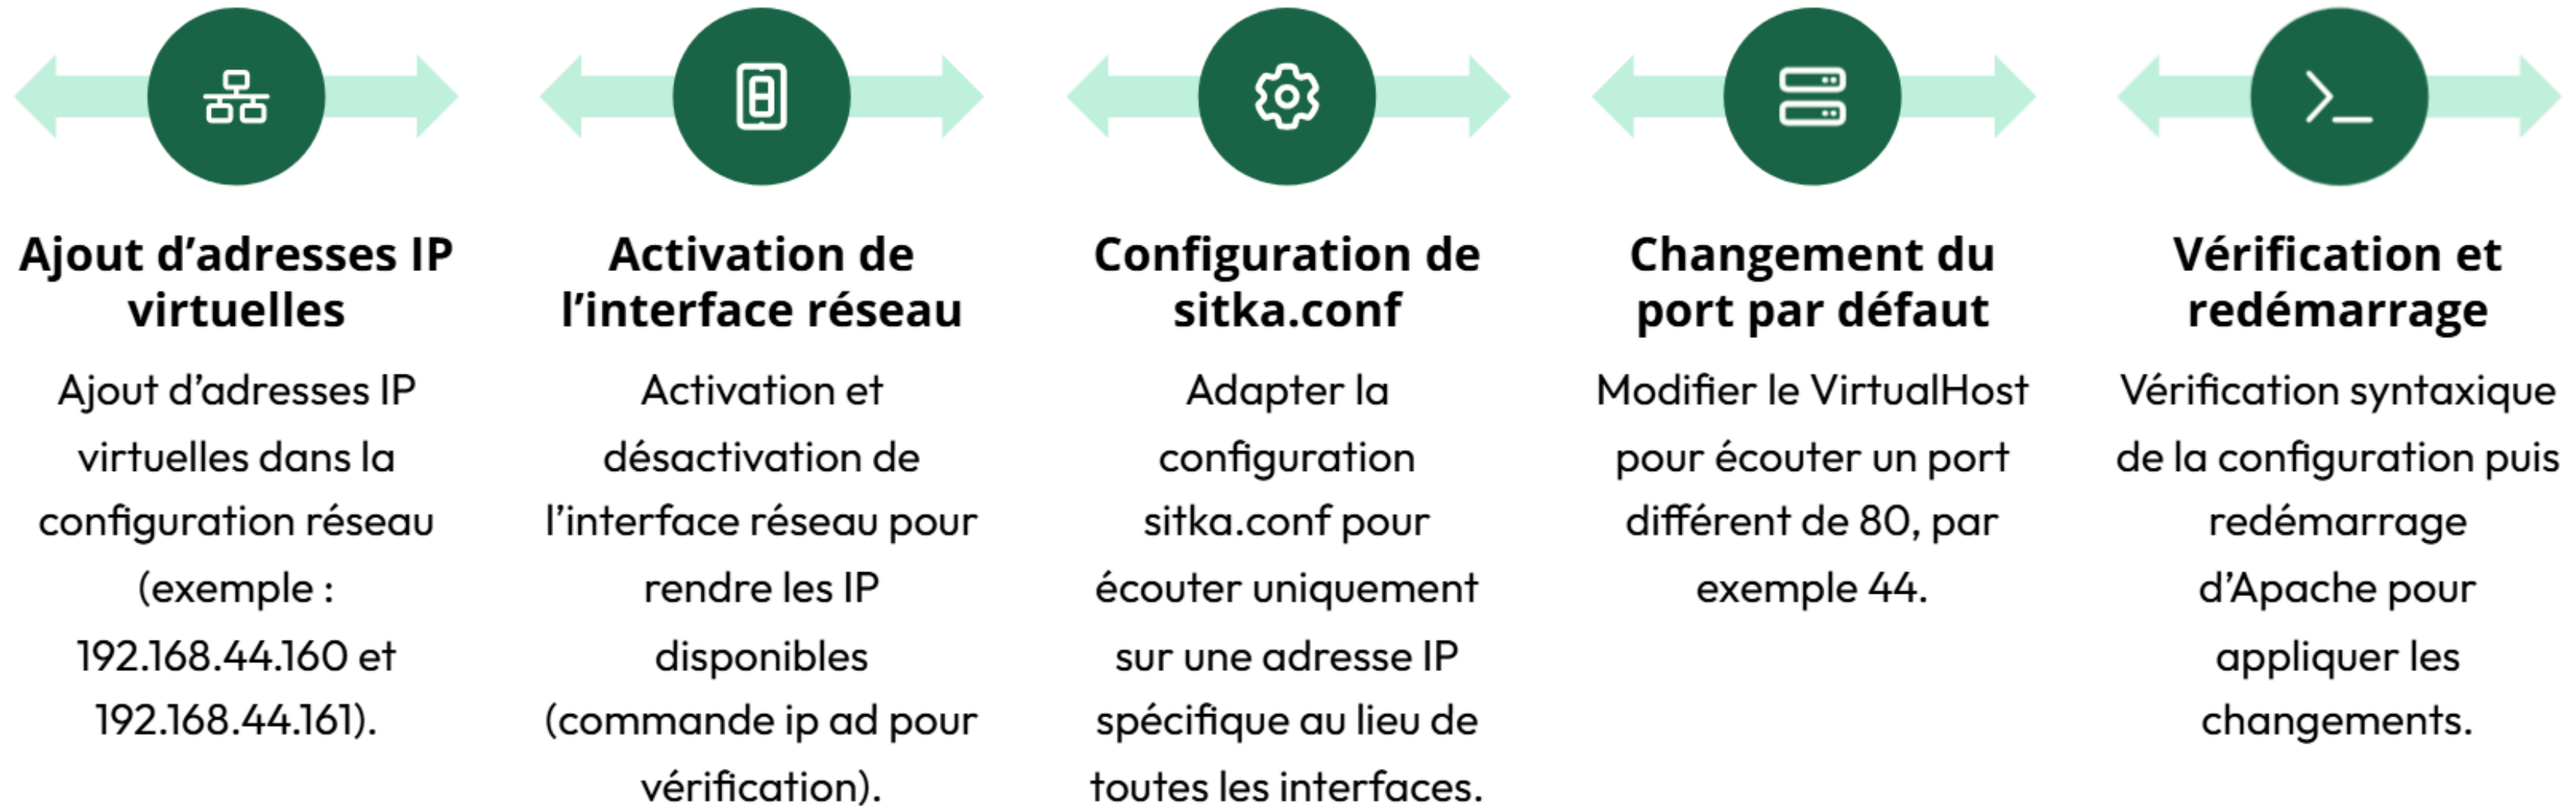 Ajout d’adresses IP
virtuelles
Ajout d’adresses IP
virtuelles dans la
configuration réseau
(exemple :
192.168.44.160 et
192.168.44.161).
Activation de
l’interface réseau
Activation et
désactivation de
l’interface réseau pour
rendre les IP
disponibles
(commande ip ad pour
vérification).
Configuration de
sitka.conf
Adapter la
configuration
sitka.conf pour
écouter uniquement
sur une adresse IP
spécifique au lieu de
toutes les interfaces.
Changement du
port par défaut
Modifier le VirtualHost
pour écouter un port
différent de 80, par
exemple 44.
Vérification et
redémarrage
Vérification syntaxique
de la configuration puis
redémarrage
d’Apache pour
appliquer les
changements.